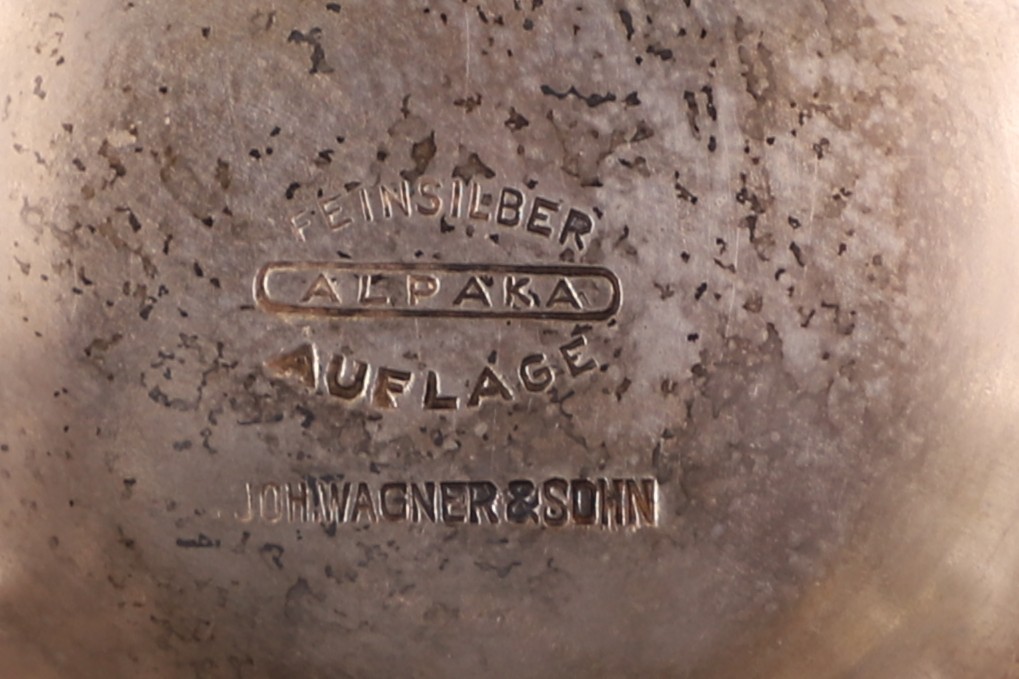 FEINSILBER
ALPAKA
AUFLAGE
JOH.WAGNER&SOHN